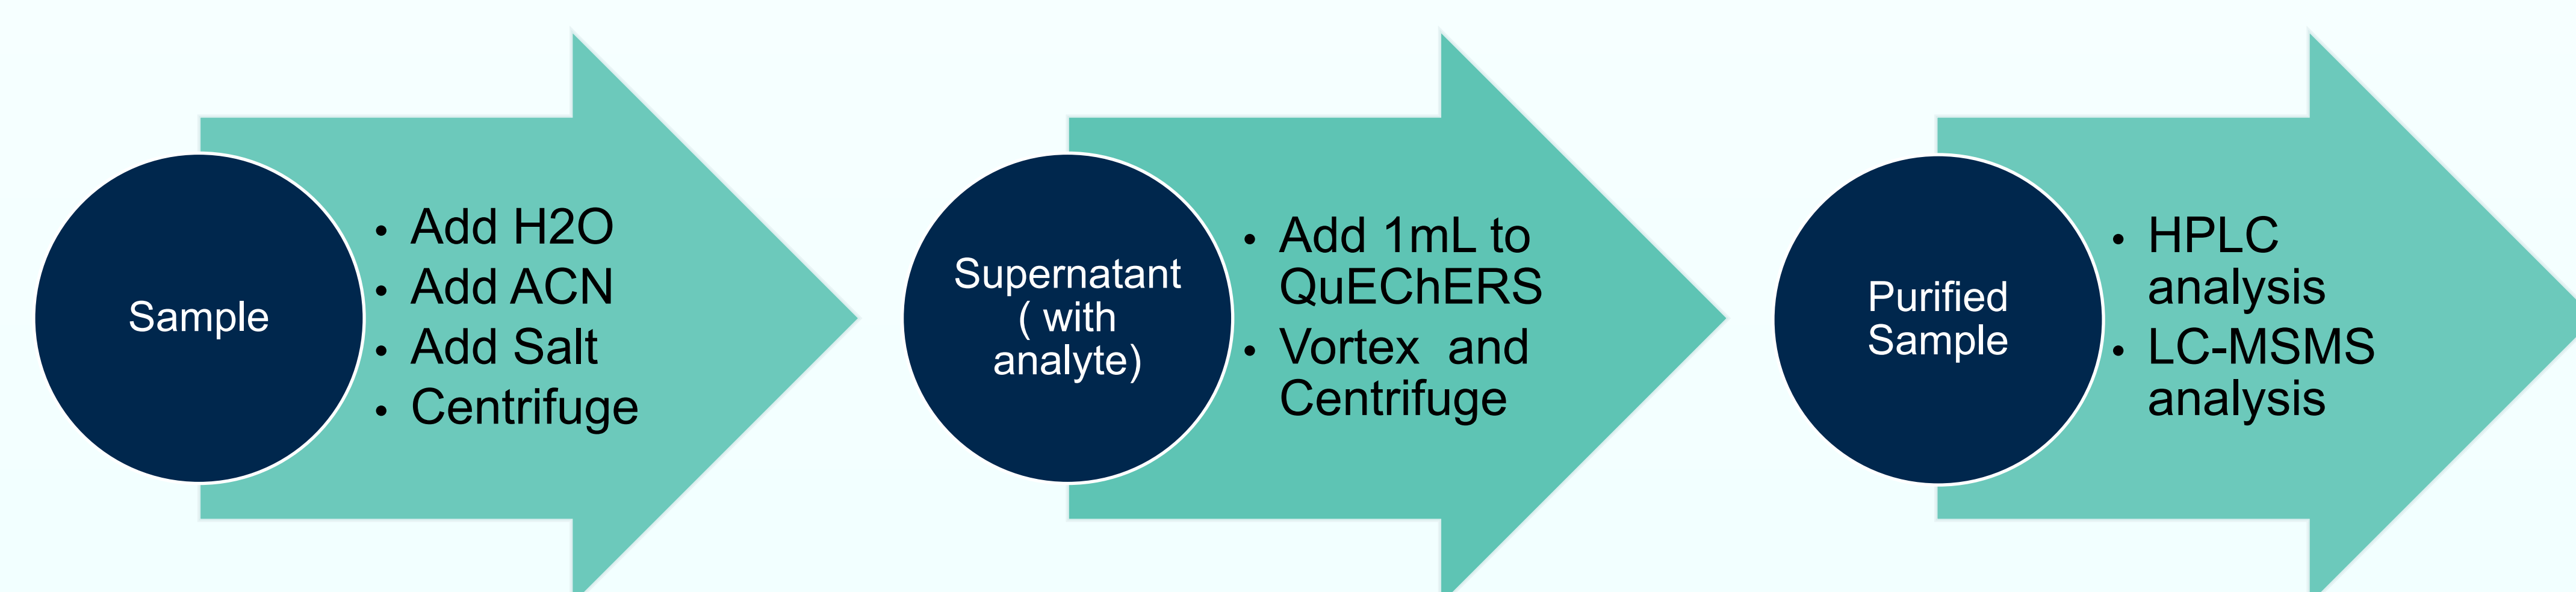 Sample
• Add H2O
• Add ACN
• Add Salt
• Centrifuge
Supernatant
( with
analyte)
• Add 1mL to
QuEChERS
• Vortex  and
Centrifuge
Purified
Sample
• HPLC
analysis
• LC-MSMS
analysis